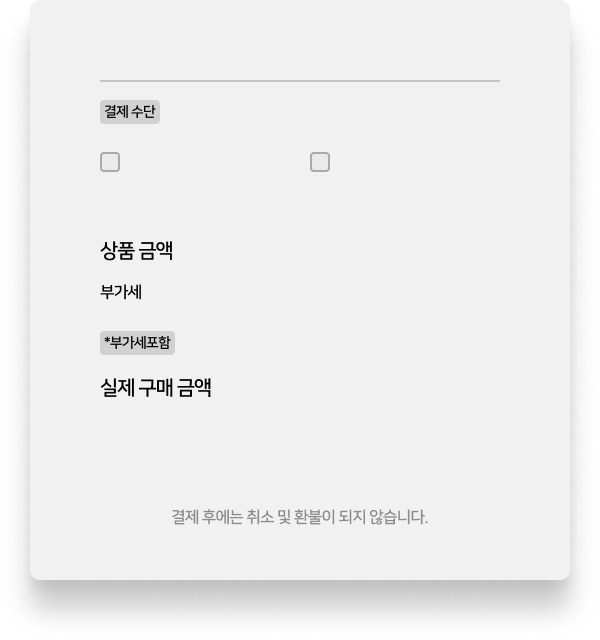 결제 수단
상품 금액
부가세
*부가세포함
실제 구매 금액
결제 후에는 취소 및 환불이 되지 않습니다.